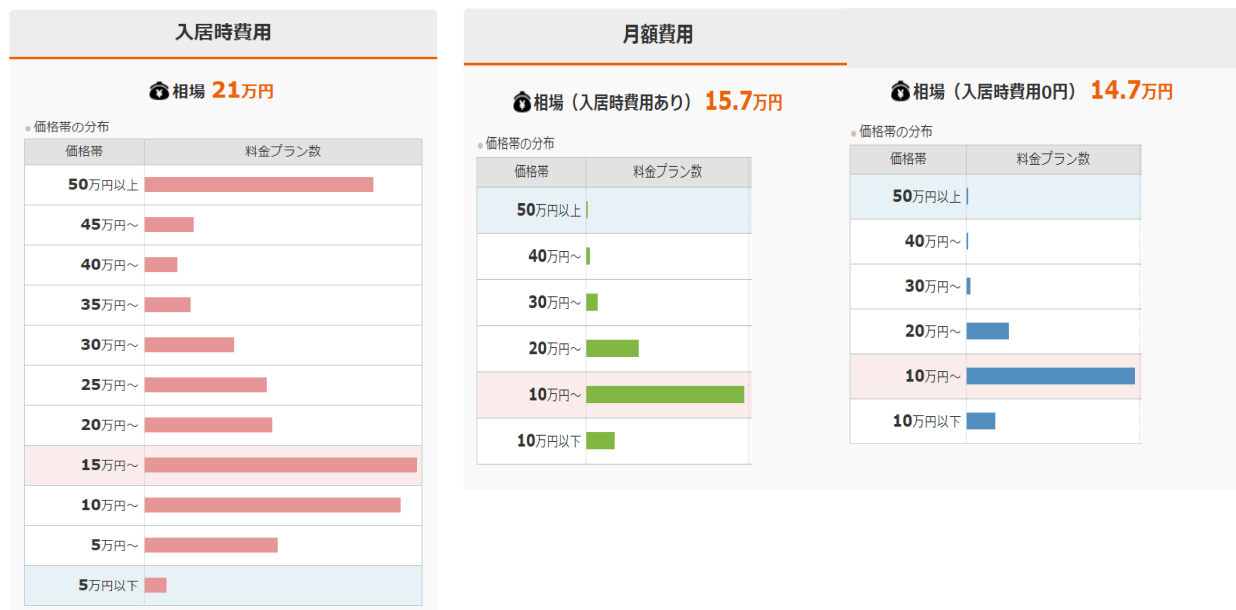 入居時費用
相場 21万円
価格帯の分布
価格帯 料金プラン数
50万円以上
45万円～
40万円～
35万円～
30万円～
25万円～
20万円～
15万円～
10万円～
5万円～
5万円以下
月額費用
相場（入居時費用あり） 15.7万円
価格帯の分布
価格帯 料金プラン数
50万円以上
40万円～
30万円～
20万円～
10万円～
10万円以下
相場（入居時費用0円） 14.7万円
価格帯の分布
価格帯 料金プラン数
50万円以上
40万円～
30万円～
20万円～
10万円～
10万円以下